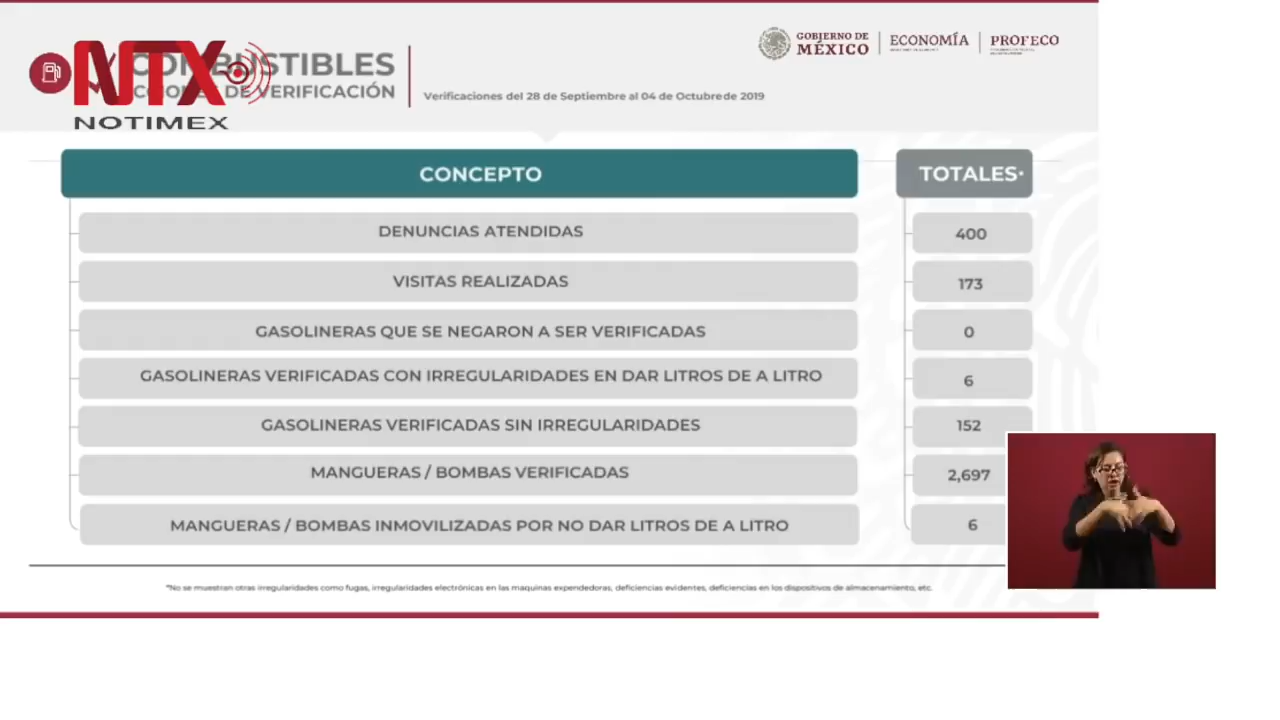 COMBUSTIBLES
DE VERIFICACIÓN
NTX
NOTIMEX
Verificaciones del 28 de Septiembre al 04 de Octubre de 2019
GOBIERNO DE
MÉXICO
ECONOMÍA
PROFECO
CONCEPTO
TOTALES*
DENUNCIAS ATENDIDAS
400
VISITAS REALIZADAS
173
GASOLINERAS QUE SE NEGARON A SER VERIFICADAS
0
GASOLINERAS VERIFICADAS CON IRREGULARIDADES EN DAR LITROS DE A LITRO
6
GASOLINERAS VERIFICADAS SIN IRREGULARIDADES
152
MANGUERAS / BOMBAS VERIFICADAS
2,697
MANGUERAS / BOMBAS INMOVILIZADAS POR NO DAR LITROS DE A LITRO
6
*No se muestran otras irregularidades como fugas, irregularidades electrónicas en las maquinas expendedoras, deficiencias evidentes, deficiencias en los dispositivos de almacenamiento, etc.